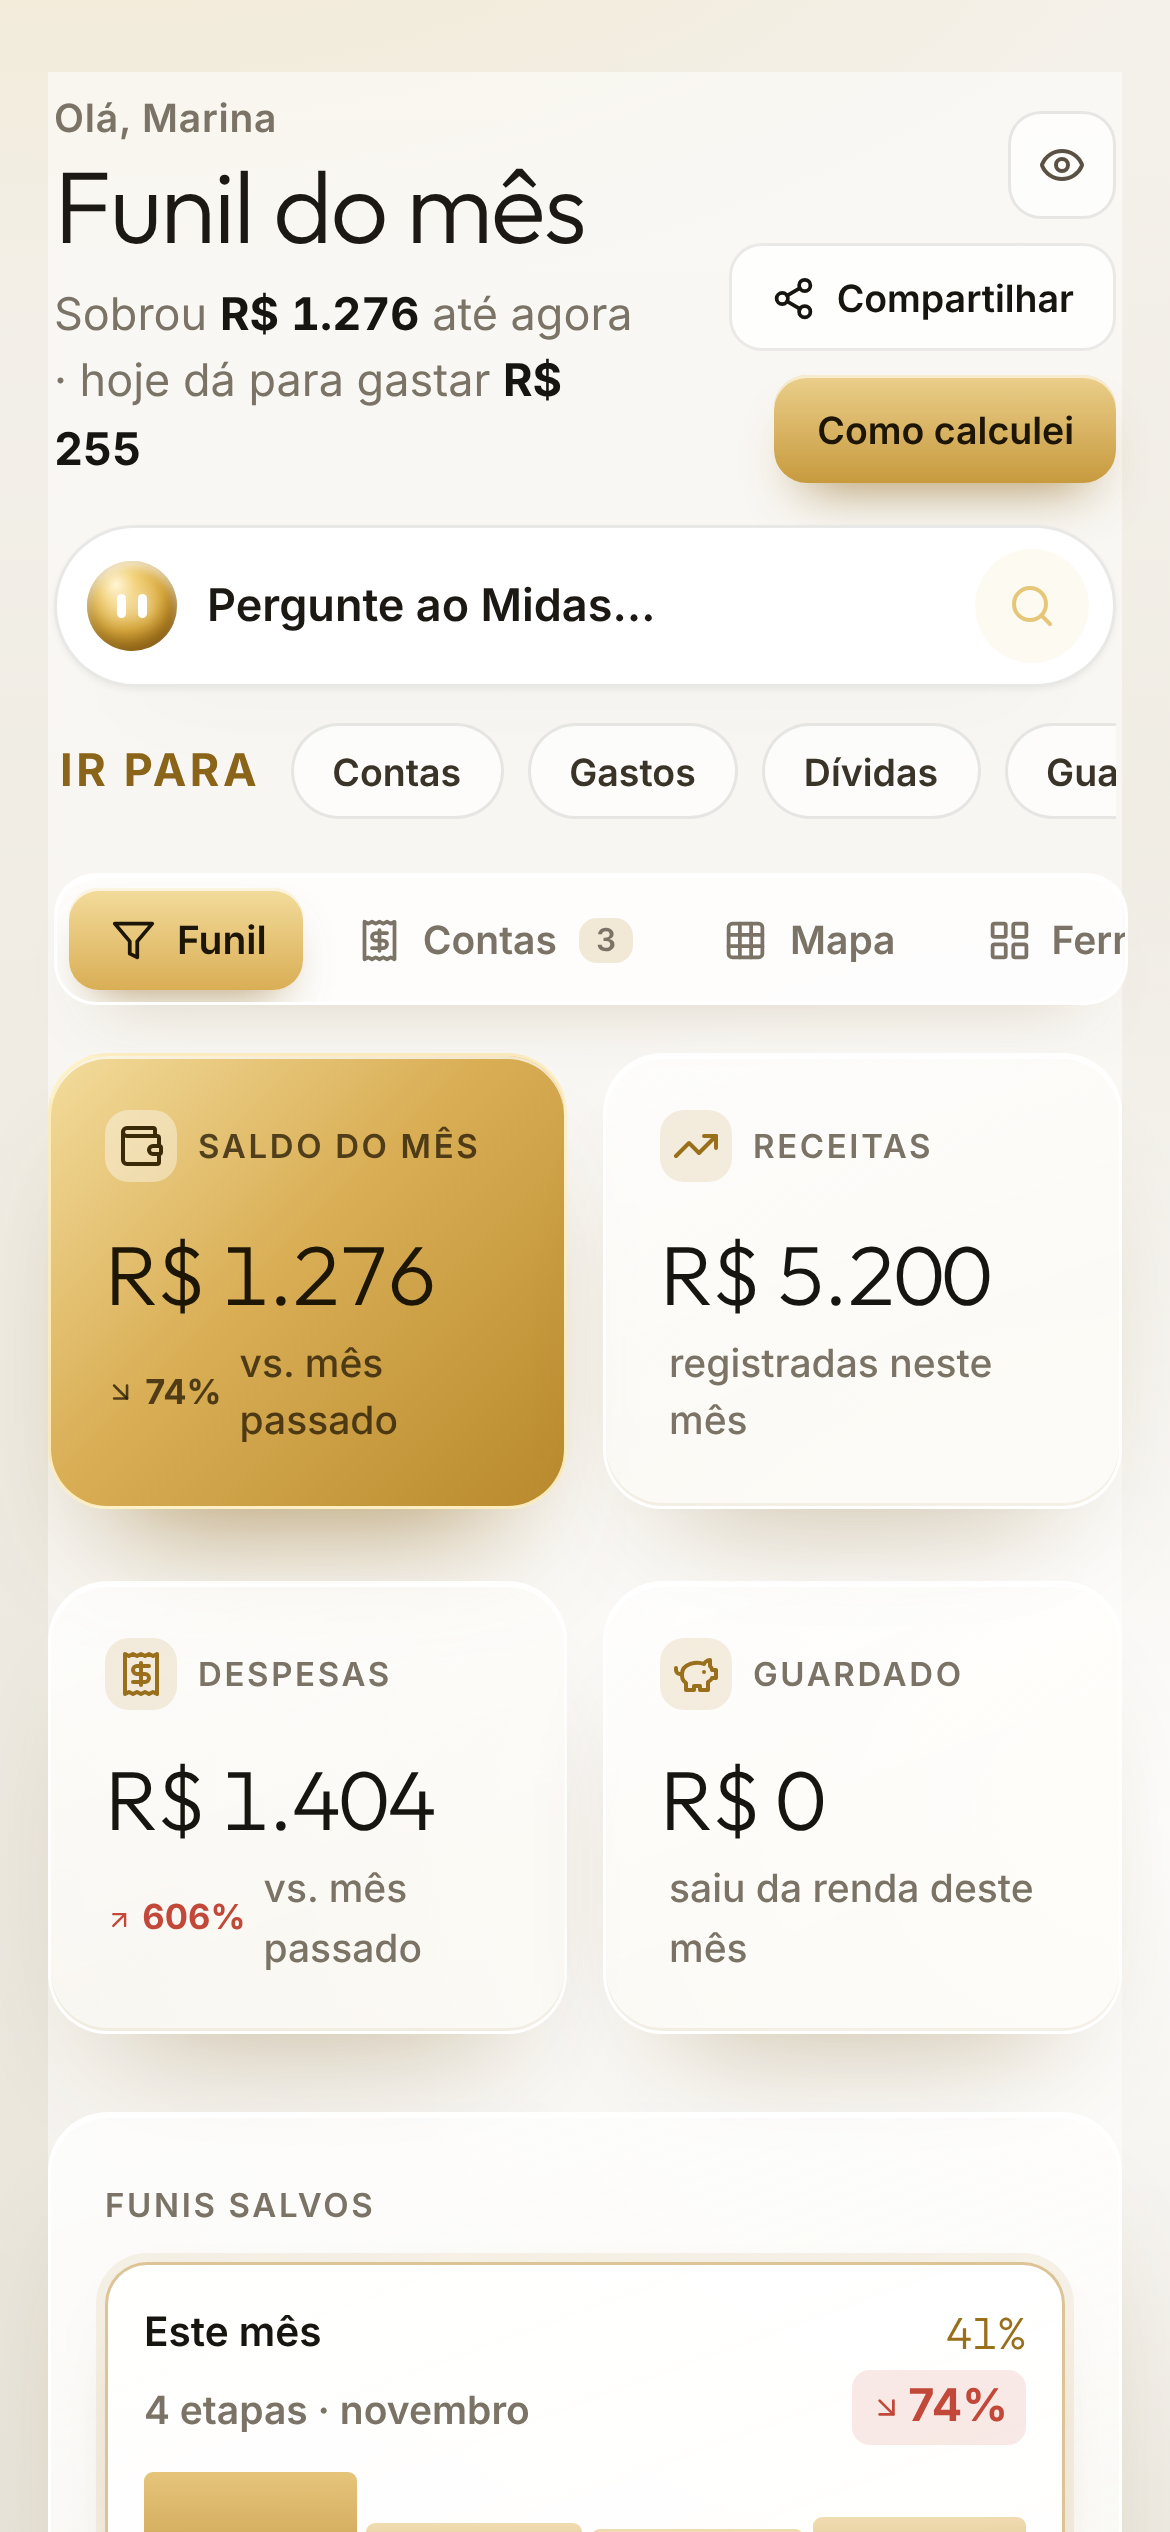 Olá, Marina
Funil do mês
Sobrou R$ 1.276 até agora
· hoje dá para gastar R$
255
Compartilhar
Como calculei
Pergunte ao Midas...
IR PARA
Contas
Gastos
Dívidas
Gua
Funil
Contas 3
Mapa
Ferr
SALDO DO MÊS
R$ 1.276
74% vs. mês
passado
RECEITAS
R$ 5.200
registradas neste
mês
DESPESAS
R$ 1.404
606% vs. mês
passado
GUARDADO
R$ 0
saiu da renda deste
mês
FUNIS SALVOS
Este mês
41%
4 etapas · novembro
74%